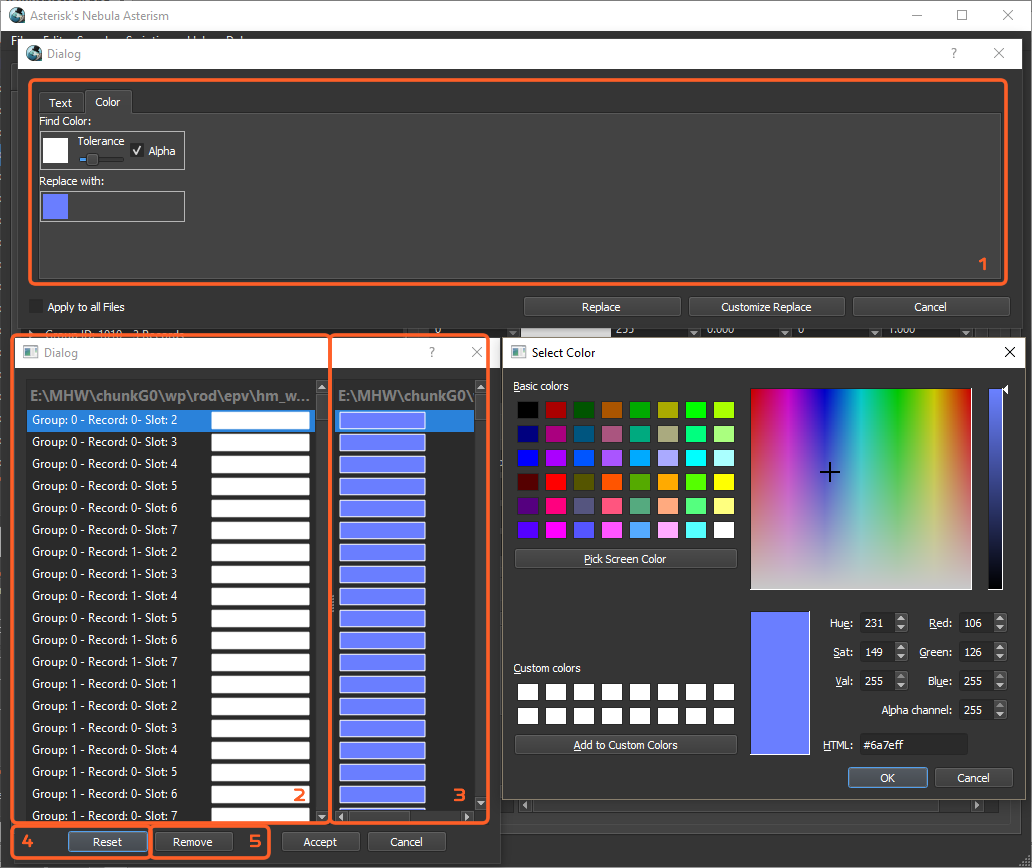 Asterisk's Nebula Asterism
Dialog
?
Text Color
Find Color:
Tolerance
Alpha
Replace with:
1
Apply to all Files
Replace Customize Replace Cancel
0 255 0.000 0 1.000
Dialog
?
E:\MHW\chunkG0\wp\rod\epv\hm_w... E:\MHW\chunkG0\
Group: 0 - Record: 0- Slot: 2
Group: 0 - Record: 0- Slot: 3
Group: 0 - Record: 0- Slot: 4
Group: 0 - Record: 0- Slot: 5
Group: 0 - Record: 0- Slot: 6
Group: 0 - Record: 0- Slot: 7
Group: 0 - Record: 1- Slot: 2
Group: 0 - Record: 1- Slot: 3
Group: 0 - Record: 1- Slot: 4
Group: 0 - Record: 1- Slot: 5
Group: 0 - Record: 1- Slot: 6
Group: 0 - Record: 1- Slot: 7
Group: 1 - Record: 0- Slot: 1
Group: 1 - Record: 0- Slot: 2
Group: 1 - Record: 0- Slot: 3
Group: 1 - Record: 0- Slot: 4
Group: 1 - Record: 0- Slot: 5
Group: 1 - Record: 0- Slot: 6
2 3
Group: 1 - Record: 0- Slot: 7
4 Reset Remove 5 Accept Cancel
Select Color
Basic colors
Pick Screen Color
Custom colors
Add to Custom Colors
Hue: 231 Red: 106
Sat: 149 Green: 126
Val: 255 Blue: 255
Alpha channel: 255
HTML: #6a7eff
OK Cancel